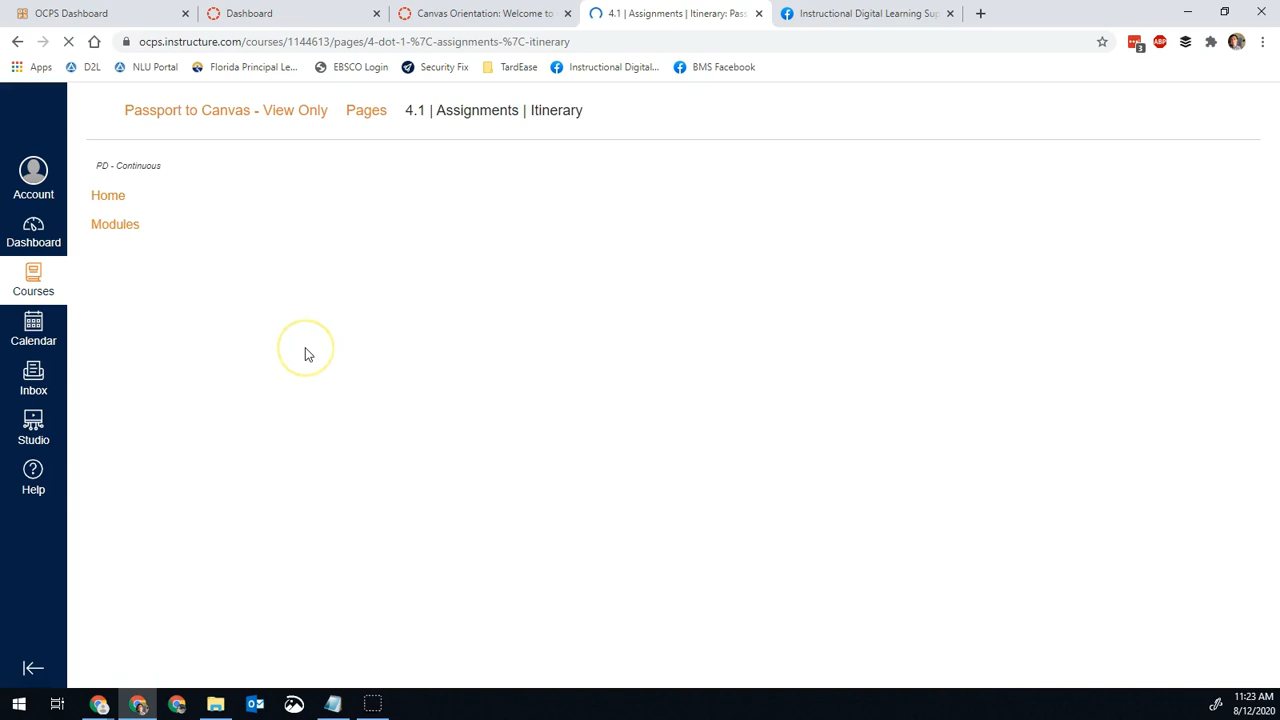 OCPS Dashboard
Dashboard
Canvas Orientation: Welcome to
4.1 | Assignments | Itinerary: Pas
Instructional Digital Learning Sup
ocps.instructure.com/courses/1144613/pages/4-dot-1-%7C-assignments-%7C-itinerary
3
ABP
Apps
D2L
NLU Portal
Florida Principal Le...
EBSCO Login
Security Fix
TardEase
Instructional Digital...
BMS Facebook
Passport to Canvas - View Only
Pages
4.1 | Assignments | Itinerary
PD - Continuous
Home
Modules
Account
Dashboard
Courses
Calendar
Inbox
Studio
Help
11:23 AM
8/12/2020